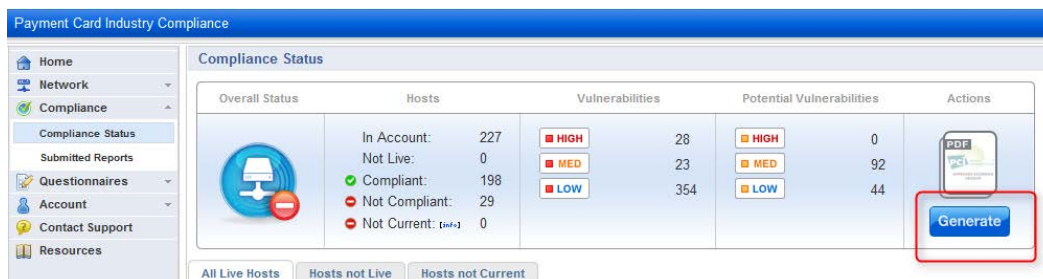 Payment Card Industry Compliance
Home
Network
Compliance
Compliance Status
Submitted Reports
Questionnaires
Account
Contact Support
Resources
Compliance Status
Overall Status Hosts Vulnerabilities Potential Vulnerabilities Actions
In Account: 227
Not Live: 0
Compliant: 198
Not Compliant: 29
Not Current: [info] 0
HIGH 28
MED 23
LOW 354
HIGH 0
MED 92
LOW 44
PDF
PCI
Generate
All Live Hosts Hosts not Live Hosts not Current